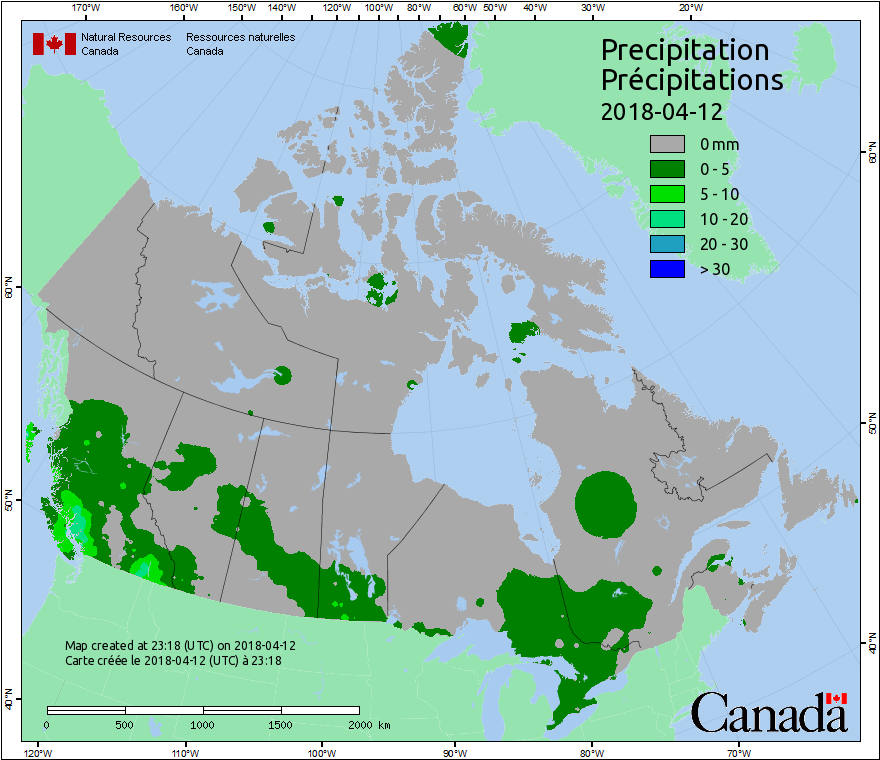 170°W 160°W 150°W 140°W 120°W 100°W 80°W 60°W 50°W 40°W 30°W 20°W
Natural Resources Canada
Ressources naturelles Canada
Precipitation
Précipitations
2018-04-12
0 mm
0 - 5
5 - 10
10 - 20
20 - 30
> 30
60°N
50°N
40°N
60°N
50°N
40°N
Map created at 23:18 (UTC) on 2018-04-12
Carte créée le 2018-04-12 (UTC) à 23:18
0 500 1000 1500 2000 km
Canada
120°W 110°W 100°W 90°W 80°W 70°W